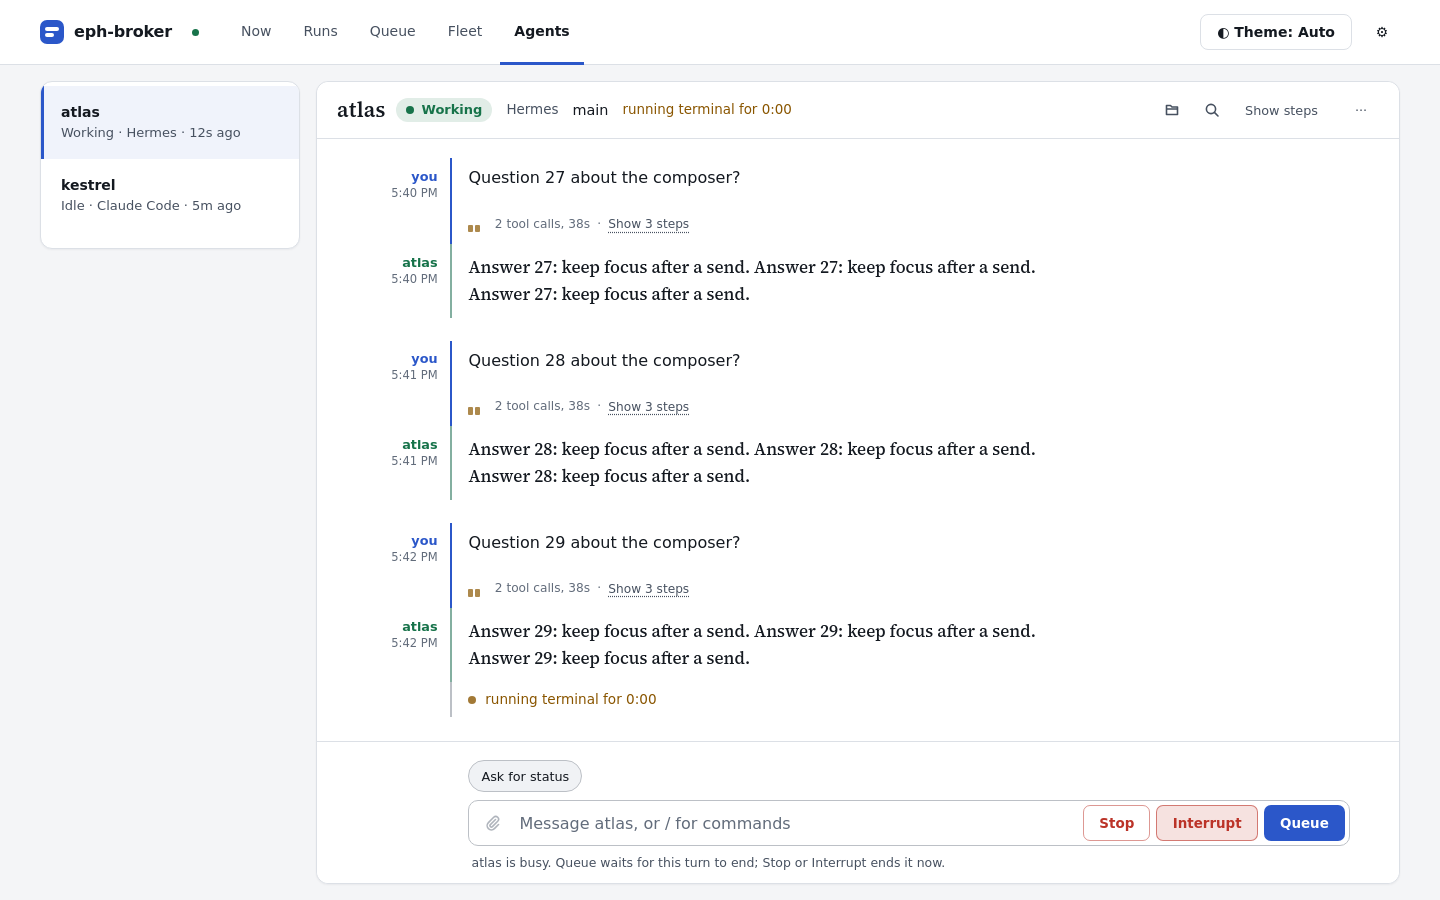 eph-broker
Now
Runs
Queue
Fleet
Agents
Theme: Auto
atlas
Working · Hermes · 12s ago
kestrel
Idle · Claude Code · 5m ago
atlas
Working
Hermes
main
running terminal for 0:00
Show steps
···
you
5:40 PM
Question 27 about the composer?
2 tool calls, 38s · Show 3 steps
atlas
5:40 PM
Answer 27: keep focus after a send. Answer 27: keep focus after a send.
Answer 27: keep focus after a send.
you
5:41 PM
Question 28 about the composer?
2 tool calls, 38s · Show 3 steps
atlas
5:41 PM
Answer 28: keep focus after a send. Answer 28: keep focus after a send.
Answer 28: keep focus after a send.
you
5:42 PM
Question 29 about the composer?
2 tool calls, 38s · Show 3 steps
atlas
5:42 PM
Answer 29: keep focus after a send. Answer 29: keep focus after a send.
Answer 29: keep focus after a send.
running terminal for 0:00
Ask for status
Message atlas, or / for commands
Stop
Interrupt
Queue
atlas is busy. Queue waits for this turn to end; Stop or Interrupt ends it now.